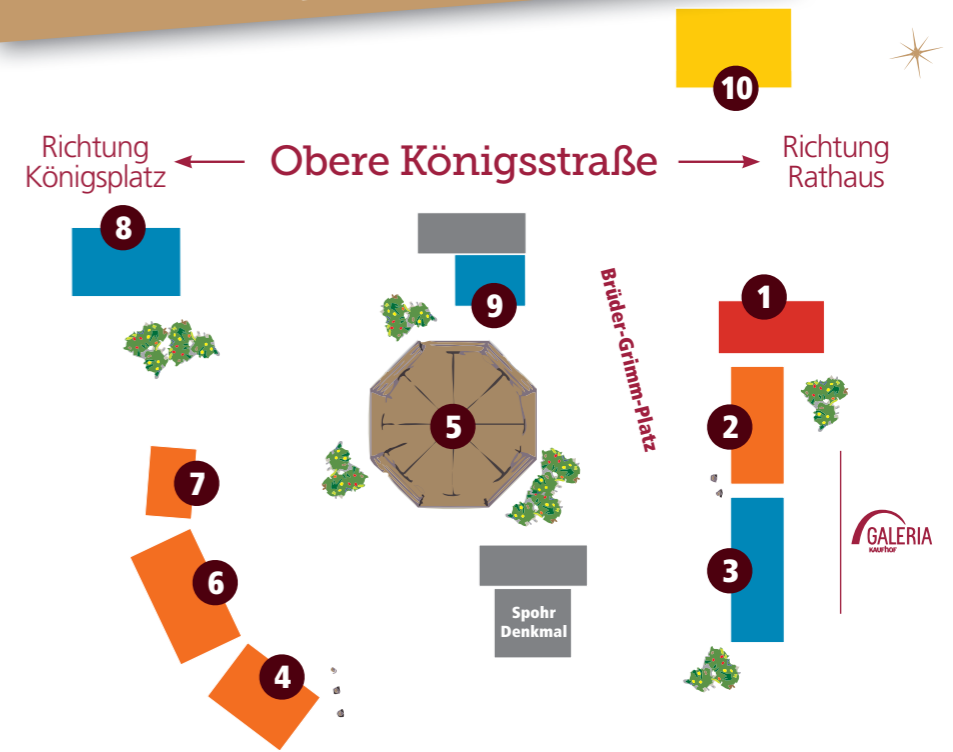 10
Richtung
Königsplatz
Obere Königsstraße
Richtung
Rathaus
8
9
Brüder-Grimm-Platz
1
5
2
7
GALERIA
KAUFHOF
6
3
Spohr
Denkmal
4